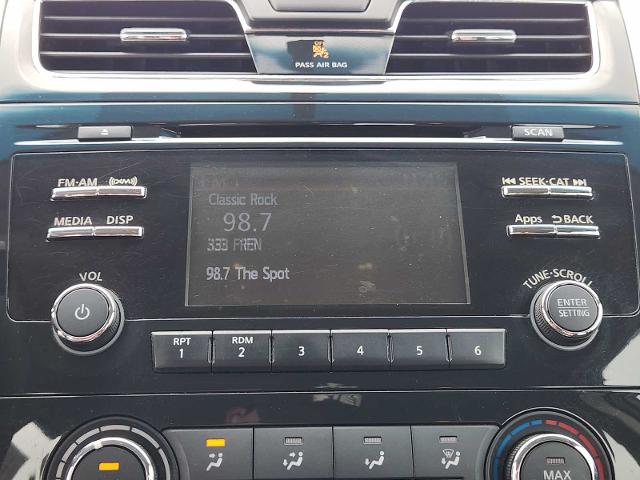 PASS AIR BAG
SCAN
FM·AM
SEEK·CAT
MEDIA DISP
Apps BACK
Classic Rock
98.7
98.7 The Spot
VOL
TUNE·SCROLL
ENTER
SETTING
RPT
1
RDM
2
3
4
5
6
MAX